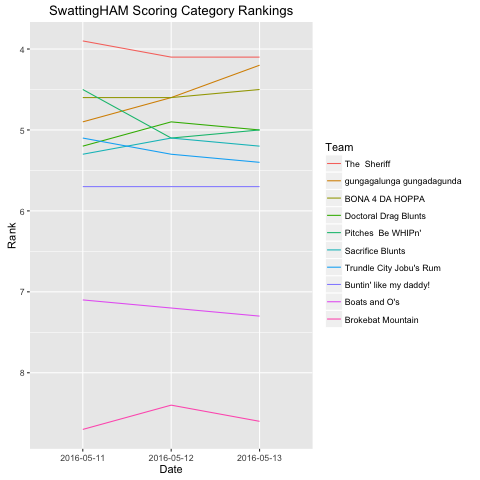 SwattingHAM Scoring Category Rankings
4
5
6
7
8
Rank
2016-05-11 2016-05-12 2016-05-13
Date
Team
The  Sheriff
gungagalunga gungadagunda
BONA 4 DA HOPPA
Doctoral Drag Blunts
Pitches  Be WHIPn'
Sacrifice Blunts
Trundle City Jobu's Rum
Buntin' like my daddy!
Boats and O's
Brokebat Mountain